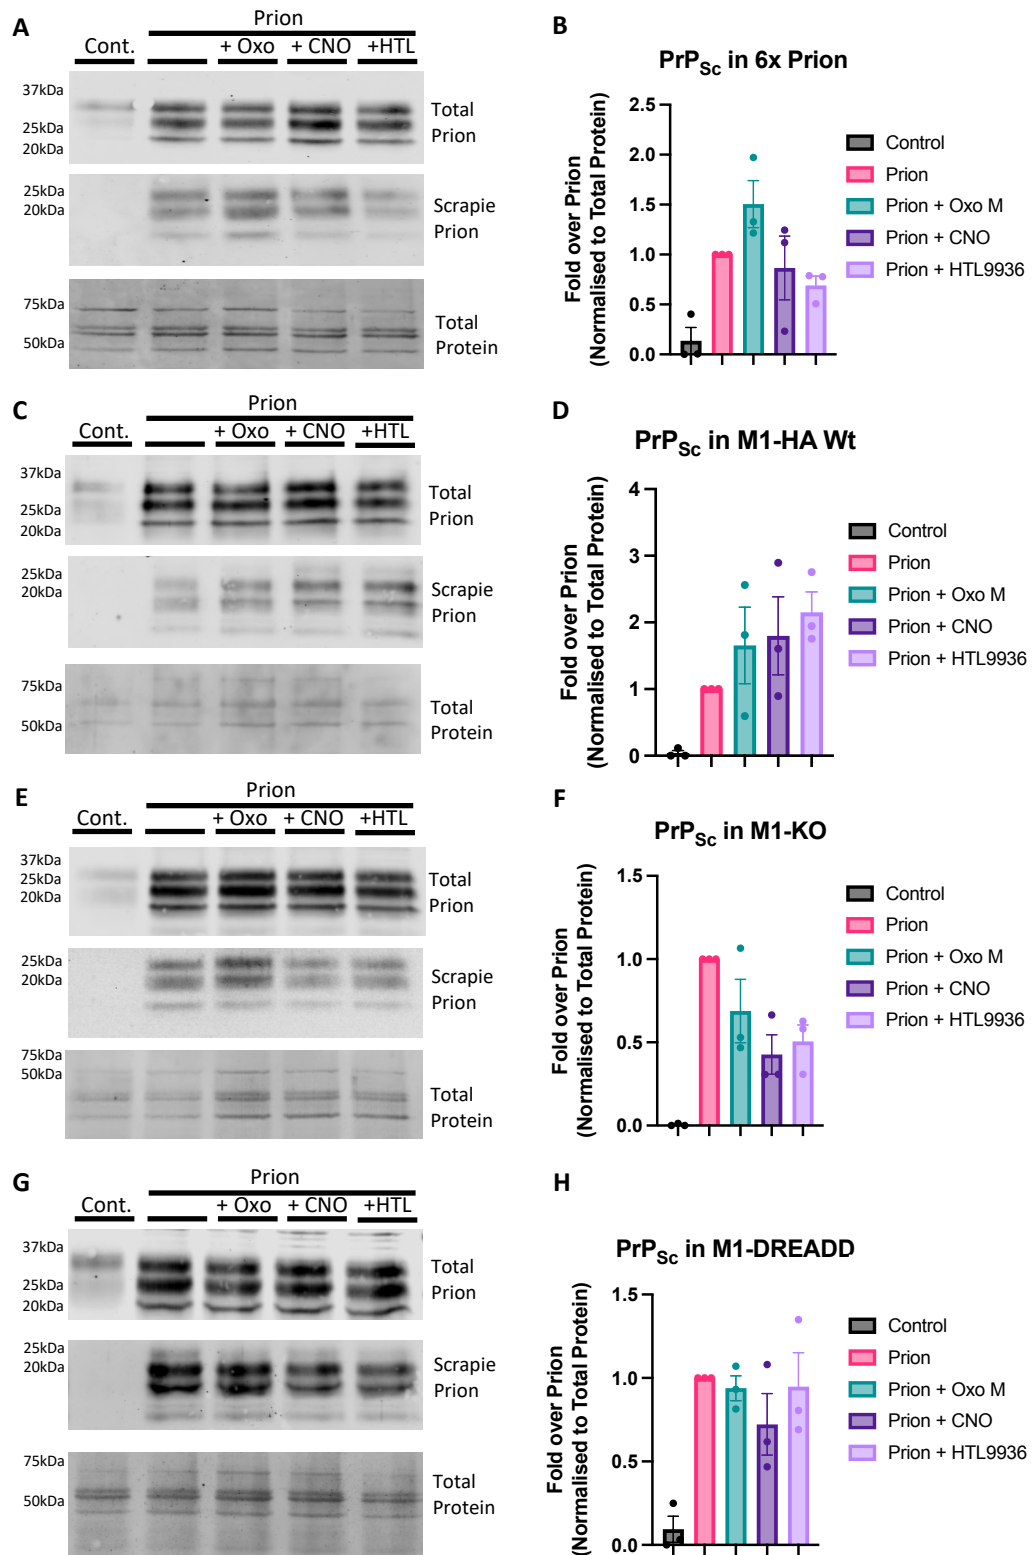 A
Prion
Cont.
+ Oxo
+ CNO
+HTL
37kDa
25kDa
20kDa
Total
Prion
25kDa
20kDa
Scrapie
Prion
75kDa
50kDa
Total
Protein
B
PrPSc in 6x Prion
Fold over Prion
(Normalised to Total Protein)
2.5
2.0
1.5
1.0
0.5
0.0
Control
Prion
Prion + Oxo M
Prion + CNO
Prion + HTL9936
C
Prion
Cont.
+ Oxo
+ CNO
+HTL
37kDa
25kDa
20kDa
Total
Prion
25kDa
20kDa
Scrapie
Prion
75kDa
50kDa
Total
Protein
D
PrPSc in M1-HA Wt
Fold over Prion
(Normalised to Total Protein)
4
3
2
1
0
Control
Prion
Prion + Oxo M
Prion + CNO
Prion + HTL9936
E
Prion
Cont.
+ Oxo
+ CNO
+HTL
37kDa
25kDa
20kDa
Total
Prion
25kDa
20kDa
Scrapie
Prion
75kDa
50kDa
Total
Protein
F
PrPSc in M1-KO
Fold over Prion
(Normalised to Total Protein)
1.5
1.0
0.5
0.0
Control
Prion
Prion + Oxo M
Prion + CNO
Prion + HTL9936
G
Prion
Cont.
+ Oxo
+ CNO
+HTL
37kDa
25kDa
20kDa
Total
Prion
25kDa
20kDa
Scrapie
Prion
75kDa
50kDa
Total
Protein
H
PrPSc in M1-DREADD
Fold over Prion
(Normalised to Total Protein)
1.5
1.0
0.5
0.0
Control
Prion
Prion + Oxo M
Prion + CNO
Prion + HTL9936